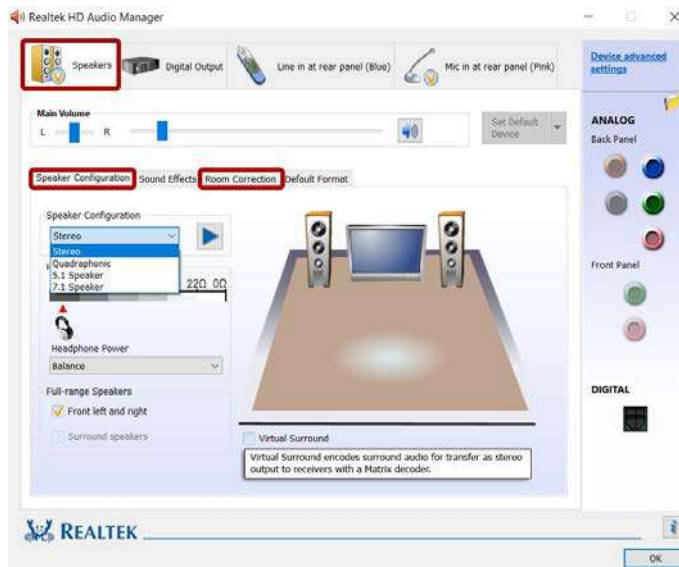 Realtek HD Audio Manager
Speakers
Digital Output
Line in at rear panel (Blue)
Mic in at rear panel (Pink)
Device advanced
settings
Main Volume
L
R
Set Default
Device
ANALOG
Back Panel
Speaker Configuration
Sound Effects
Room Correction
Default Format
Speaker Configuration
Stereo
Stereo
Quadraphonic
5.1 Speaker
7.1 Speaker
22Ω 0Ω
Headphone Power
Balance
Full-range Speakers
Front left and right
Surround speakers
Virtual Surround
Virtual Surround encodes surround audio for transfer as stereo
output to receivers with a Matrix decoder.
Front Panel
DIGITAL
REALTEK
i
OK